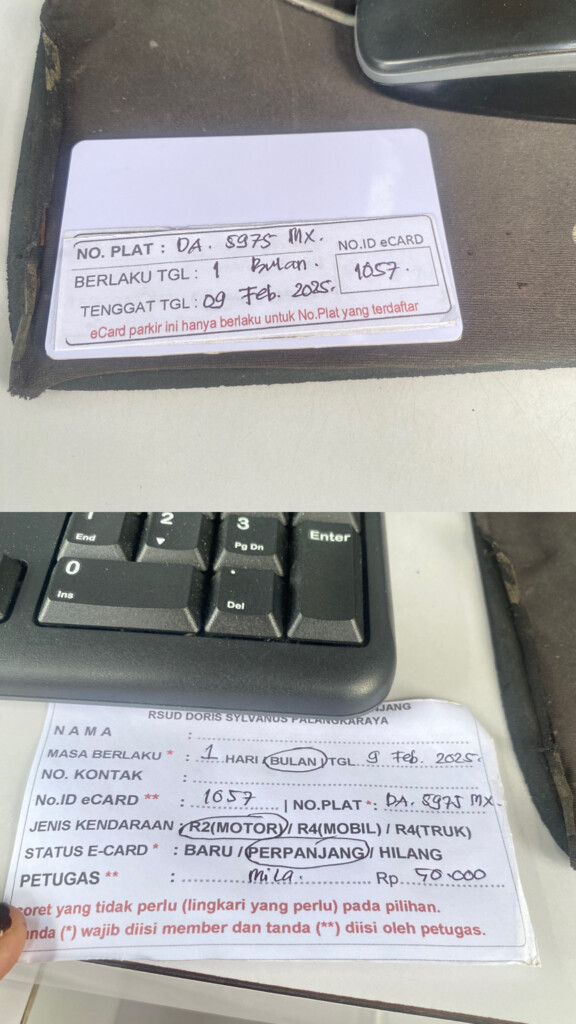 NO. PLAT : DA. 5975 MX.
NO.ID eCARD
BERLAKU TGL : 1 Bulan.
1057.
TENGGAT TGL : 09 Feb. 2025.
eCard parkir ini hanya berlaku untuk No.Plat yang terdaftar
End
2
3
Pg Dn
Enter
0
Ins
.
Del
JANG
RSUD DORIS SYLVANUS PALANGKARAYA
NAMA :
MASA BERLAKU * : 1 HARI / BULAN / TGL 9 Feb. 2025.
NO. KONTAK :
No.ID eCARD ** : 1057 | NO.PLAT * : DA. 5975 MX.
JENIS KENDARAAN : R2(MOTOR) / R4(MOBIL) / R4(TRUK)
STATUS E-CARD * : BARU / PERPANJANG / HILANG
PETUGAS ** : mila. Rp. 50.000
oret yang tidak perlu (lingkari yang perlu) pada pilihan.
nda (*) wajib diisi member dan tanda (**) diisi oleh petugas.